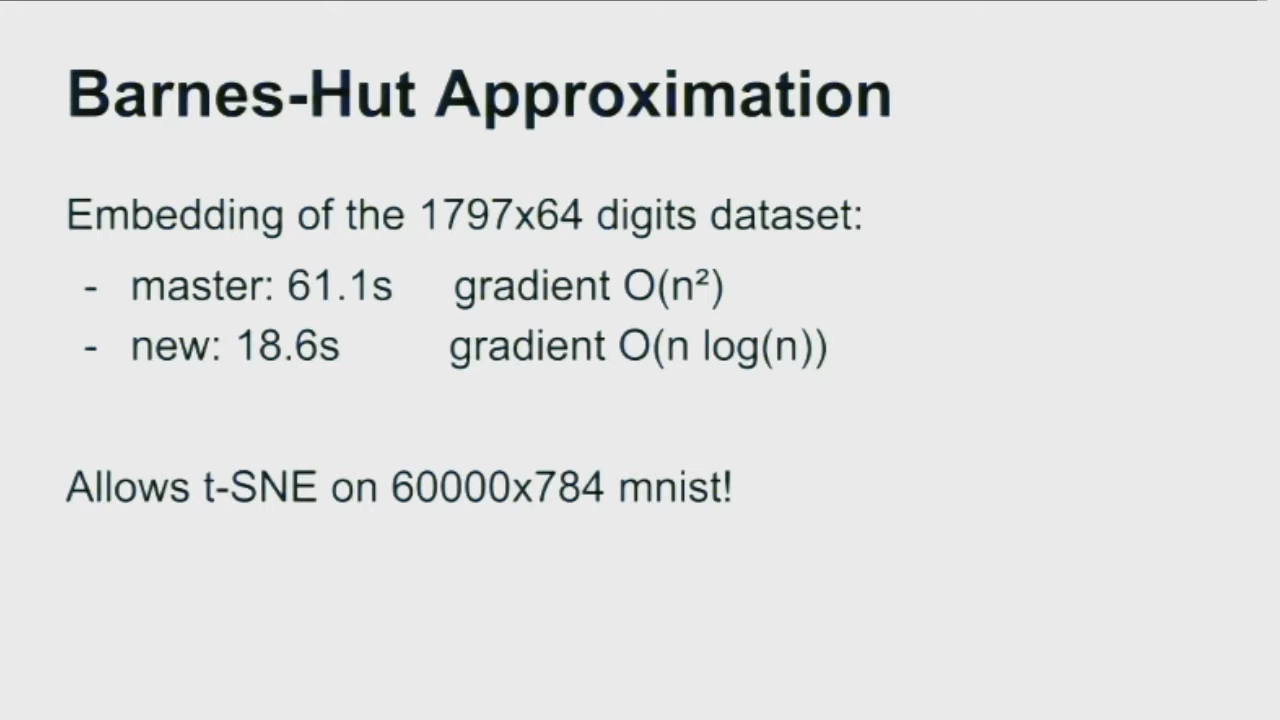 Barnes-Hut Approximation
Embedding of the 1797x64 digits dataset:
- master: 61.1s gradient O(n²)
- new: 18.6s gradient O(n log(n))
Allows t-SNE on 60000x784 mnist!